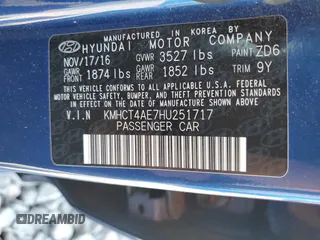 MANUFACTURED IN KOREA BY
HYUNDAI MOTOR COMPANY
NOV/17/16 GVWR 3527 lbs PAINT ZD6
GAWR FRONT 1874 lbs GAWR REAR 1852 lbs TRIM 9Y
THIS VEHICLE CONFORMS TO ALL APPLICABLE U.S.A. FEDERAL
MOTOR VEHICLE SAFETY, BUMPER, AND THEFT PREVENTION
STANDARDS IN EFFECT ON THE DATE OF MANUFACTURE SHOWN ABOVE.
V.I.N KMHCT4AE7HU251717
PASSENGER CAR
© DIAMOND BID